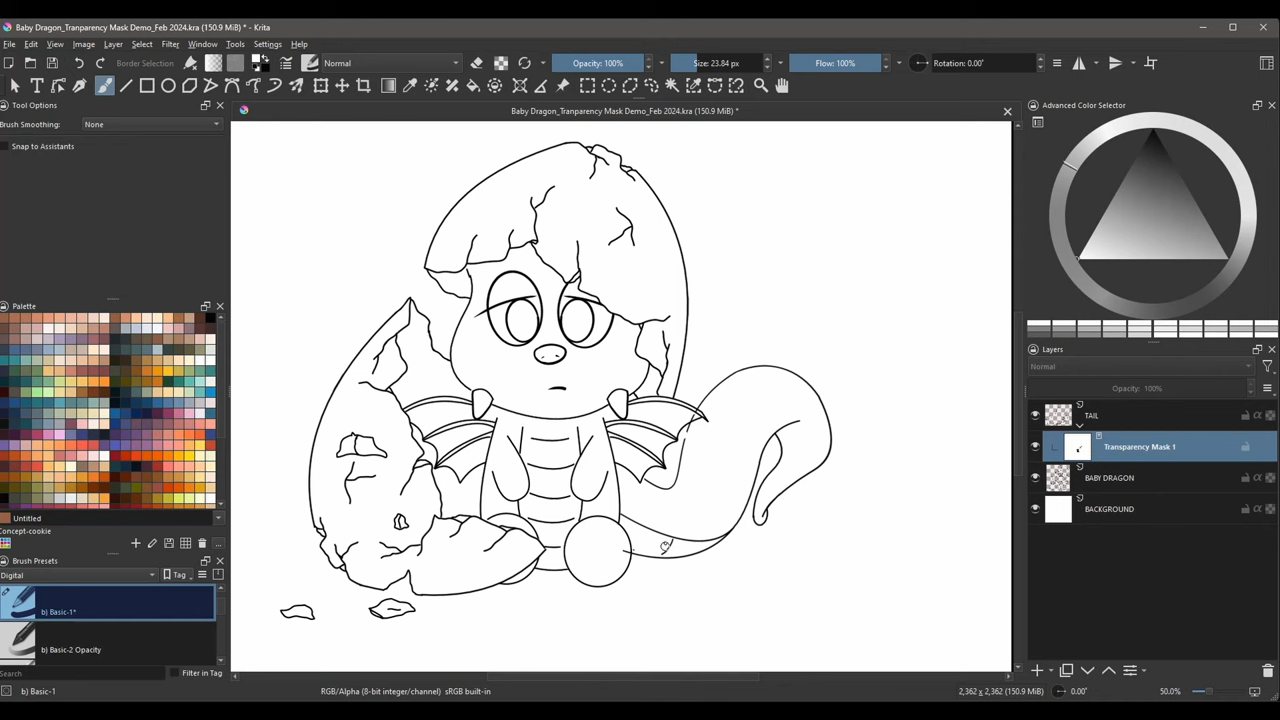 Baby Dragon_Tranparency Mask Demo_Feb 2024.kra (150.9 MiB) * - Krita
File Edit View Image Layer Select Filter Window Tools Settings Help
Border Selection Normal Opacity: 100% Size: 23.84 px Flow: 100% Rotation: 0.00°
Tool Options
Baby Dragon_Tranparency Mask Demo_Feb 2024.kra (150.9 MiB) *
Advanced Color Selector
Brush Smoothing: None
Snap to Assistants
Palette
Layers
Normal
Opacity: 100%
TAIL
Transparency Mask 1
BABY DRAGON
BACKGROUND
Untitled
Concept-cookie
Brush Presets
Digital Tag
b) Basic-1*
b) Basic-2 Opacity
Search Filter in Tag
b) Basic-1 RGB/Alpha (8-bit integer/channel) sRGB built-in 2,362 x 2,362 (150.9 MiB) 0.00° 50.0%